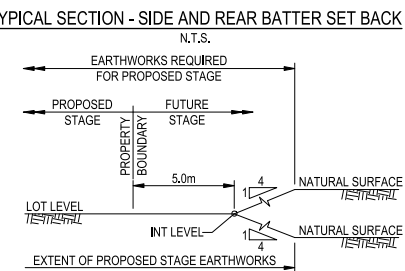 YPICAL SECTION - SIDE AND REAR BATTER SET BACK
N.T.S.
EARTHWORKS REQUIRED
FOR PROPOSED STAGE
PROPOSED
STAGE
FUTURE
STAGE
PROPERTY
BOUNDARY
5.0m
1
4
NATURAL SURFACE
LOT LEVEL
INT LEVEL
1
4
NATURAL SURFACE
EXTENT OF PROPOSED STAGE EARTHWORKS